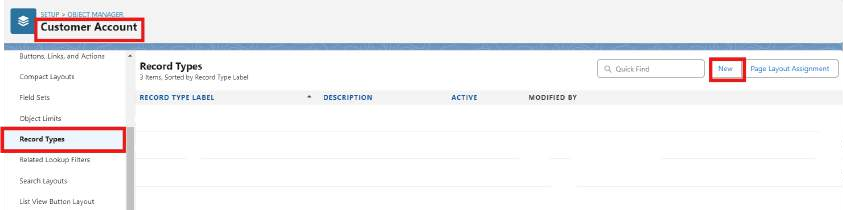 SETUP > OBJECT MANAGER
Customer Account
Buttons, Links, and Actions
Compact Layouts
Field Sets
Object Limits
Record Types
Related Lookup Filters
Search Layouts
List View Button Layout
Record Types
3 Items, Sorted by Record Type Label
Quick Find
New
Page Layout Assignment
RECORD TYPE LABEL
DESCRIPTION
ACTIVE
MODIFIED BY